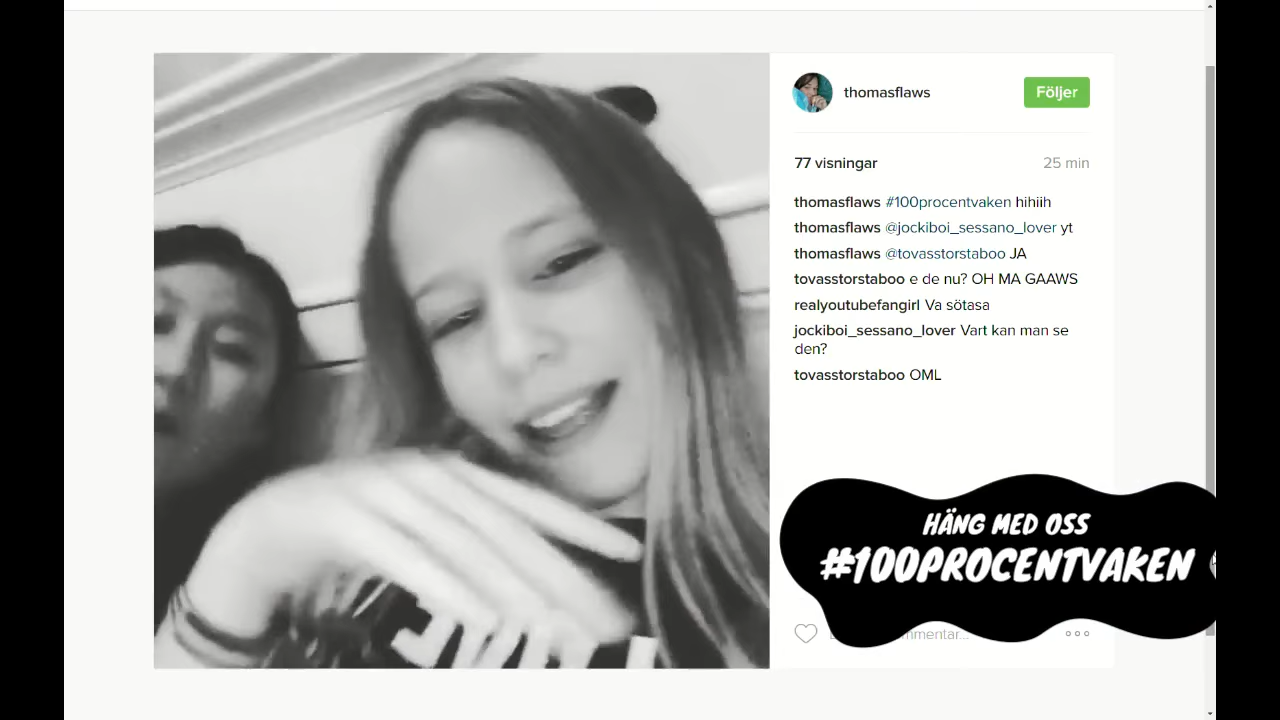 thomasflaws
Följer
77 visningar
25 min
thomasflaws #100procentvaken hihiih
thomasflaws @jockiboi_sessano_lover yt
thomasflaws @tovasstorstaboo JA
tovasstorstaboo e de nu? OH MA GAAWS
realyoutubefangirl Va sötasa
jockiboi_sessano_lover Vart kan man se
den?
tovasstorstaboo OML
HÄNG MED OSS
#100PROCENTVAKEN